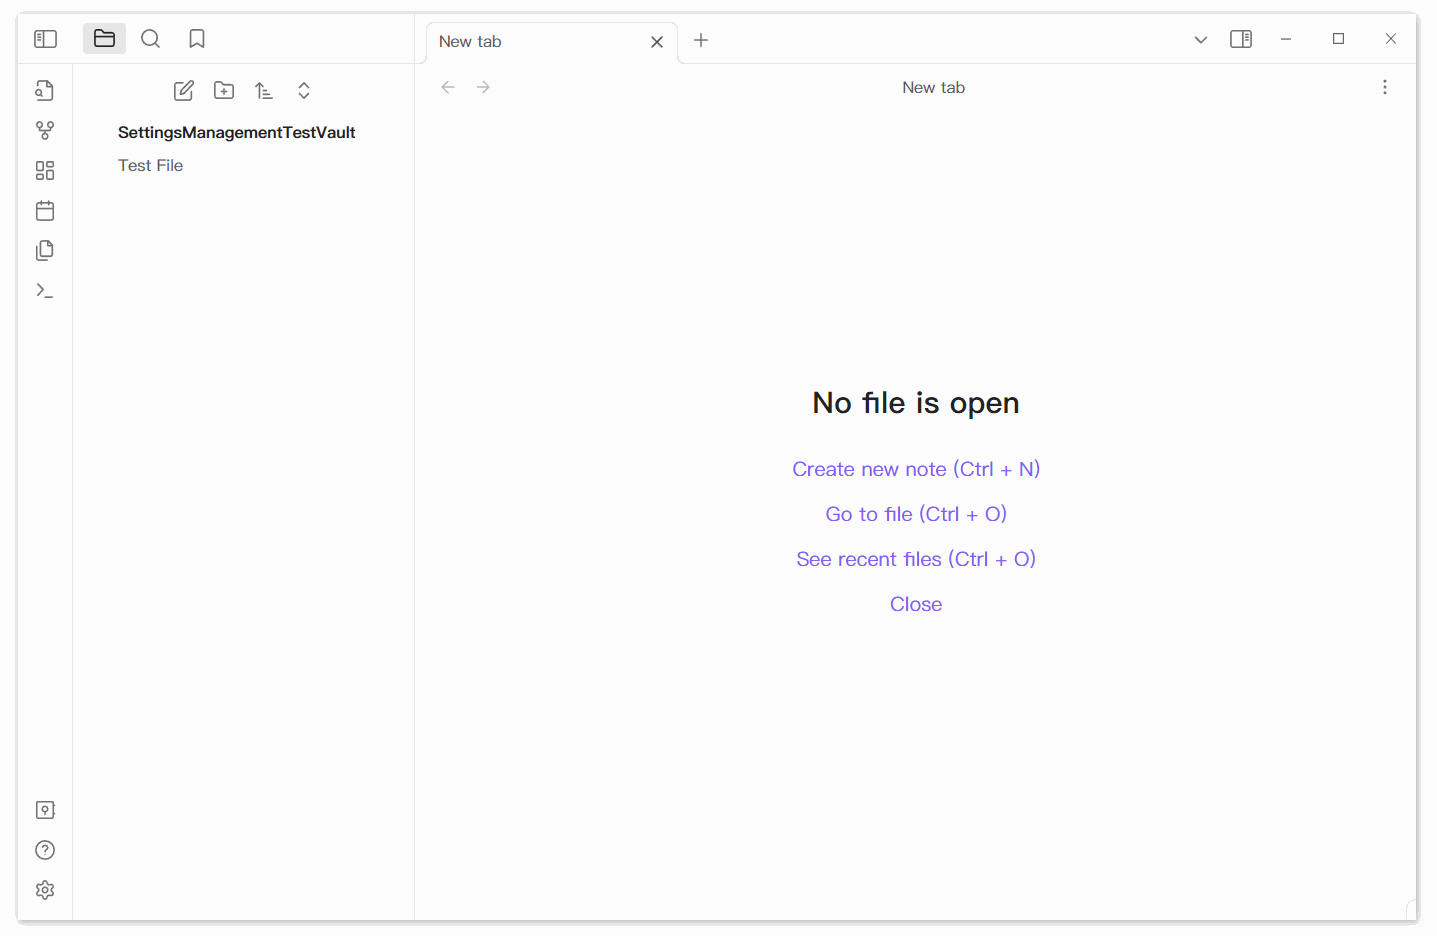 New tab
New tab
SettingsManagementTestVault
Test File
No file is open
Create new note (Ctrl + N)
Go to file (Ctrl + O)
See recent files (Ctrl + O)
Close